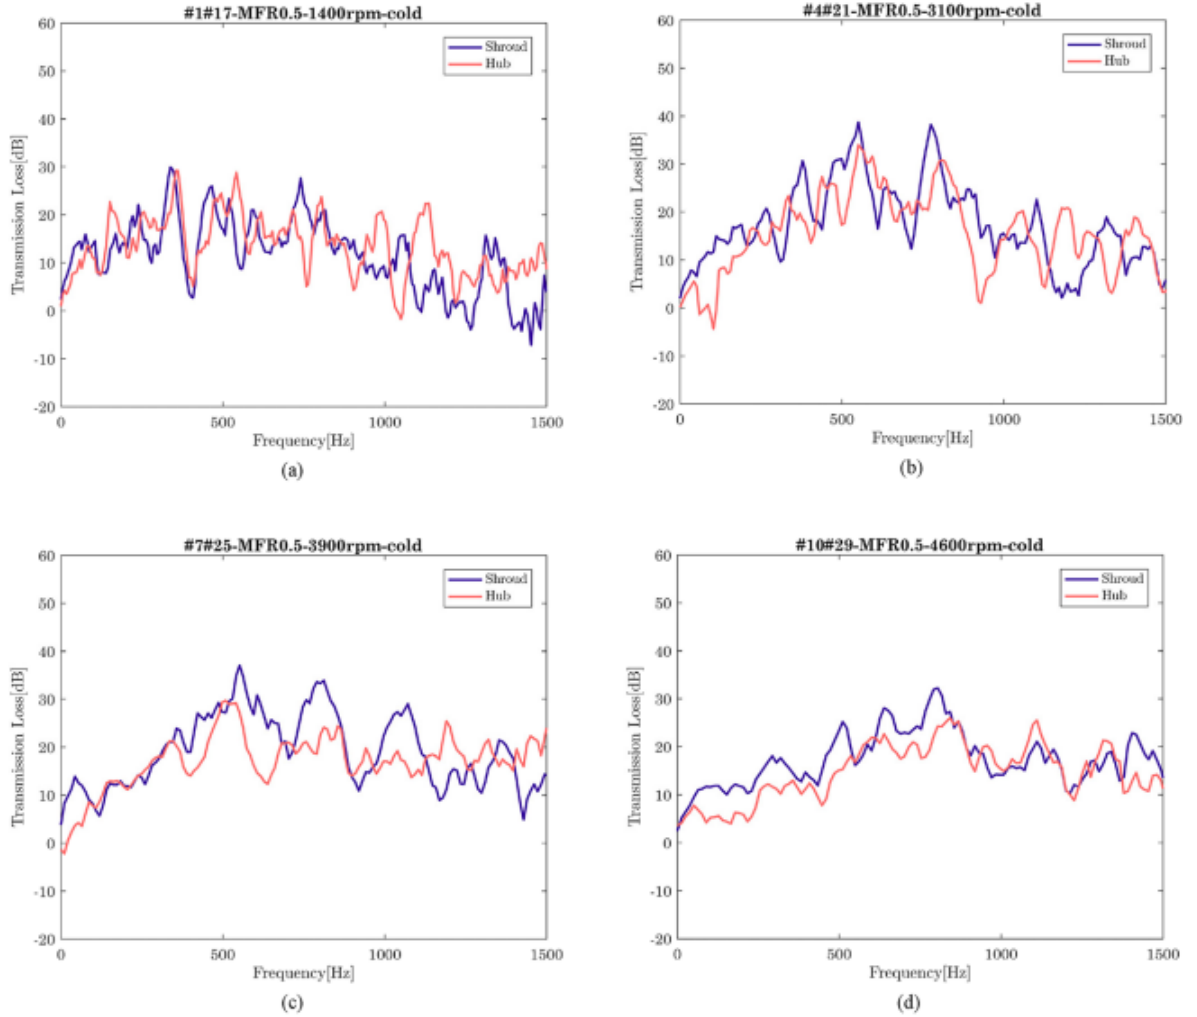 #1#17-MFR0.5-1400rpm-cold
60
50
40
30
20
10
0
-10
-20
Transmission Loss[dB]
Shroud
Hub
0
500
1000
1500
Frequency[Hz]
(a)
#4#21-MFR0.5-3100rpm-cold
60
50
40
30
20
10
0
-10
-20
Transmission Loss[dB]
Shroud
Hub
0
500
1000
1500
Frequency[Hz]
(b)
#7#25-MFR0.5-3900rpm-cold
60
50
40
30
20
10
0
-10
-20
Transmission Loss[dB]
Shroud
Hub
0
500
1000
1500
Frequency[Hz]
(c)
#10#29-MFR0.5-4600rpm-cold
60
50
40
30
20
10
0
-10
-20
Transmission Loss[dB]
Shroud
Hub
0
500
1000
1500
Frequency[Hz]
(d)